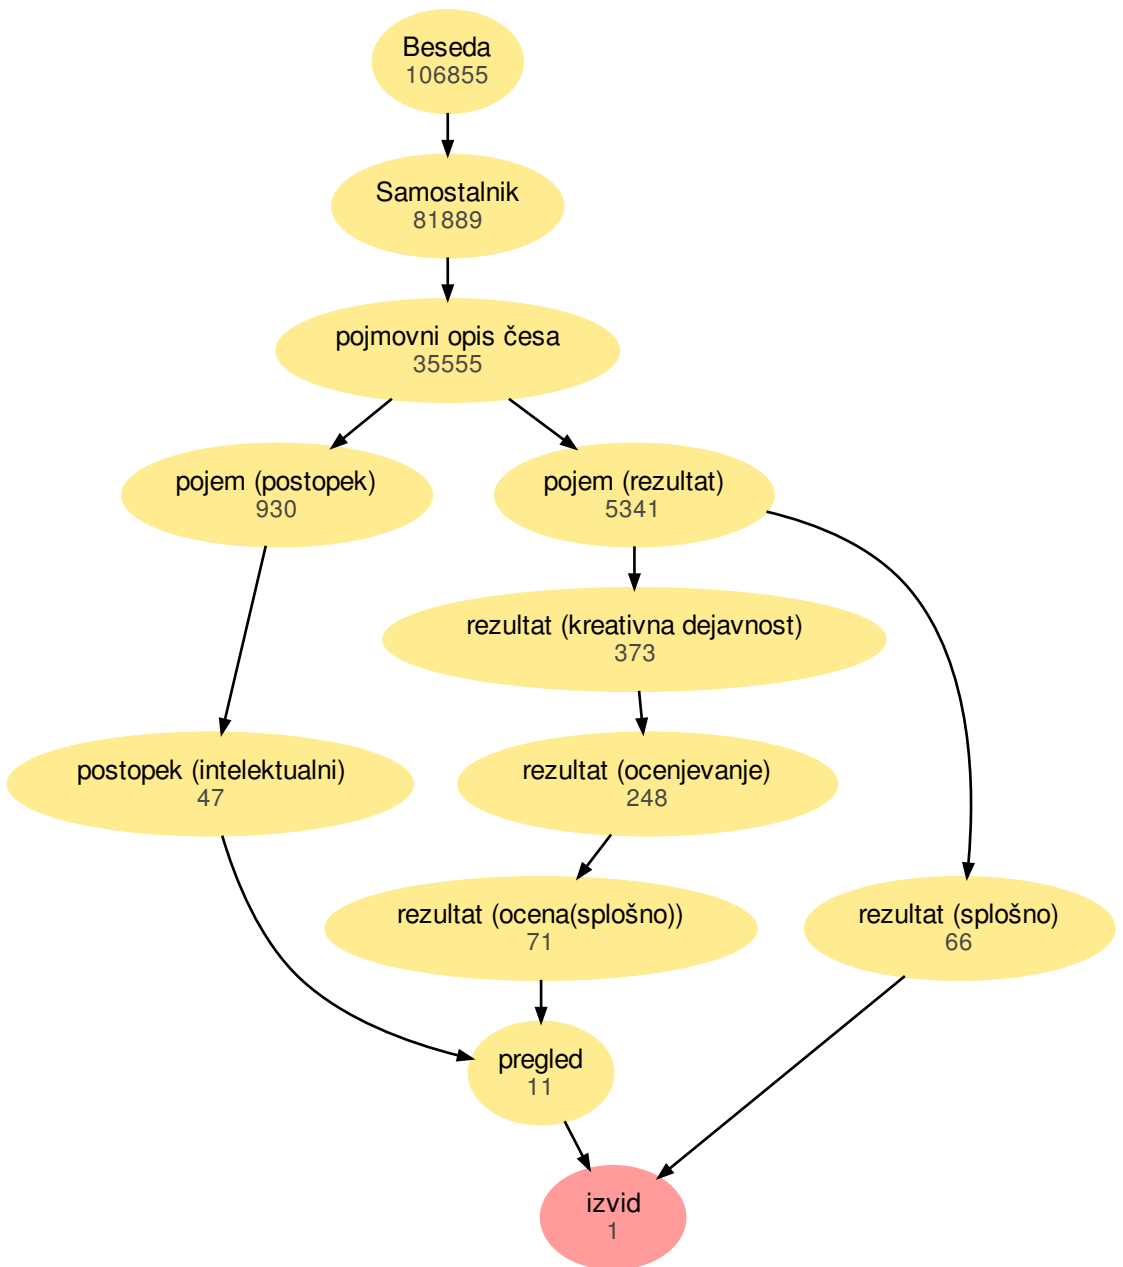 Beseda
106855
Samostalnik
81889
pojmovni opis česa
35555
pojem (postopek)
930
pojem (rezultat)
5341
rezultat (kreativna dejavnost)
373
postopek (intelektualni)
47
rezultat (ocenjevanje)
248
rezultat (ocena(splošno))
71
rezultat (splošno)
66
pregled
11
izvid
1